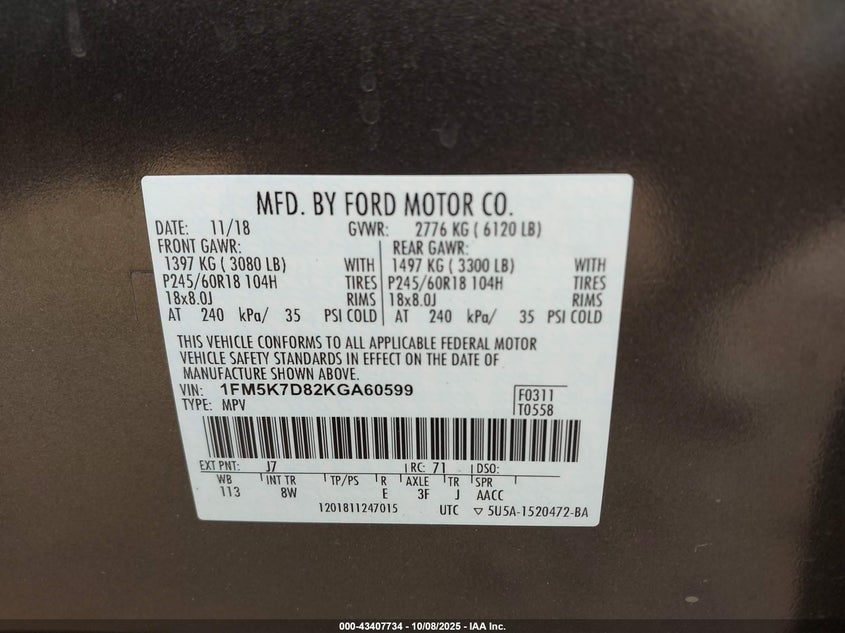 MFD. BY FORD MOTOR CO.
DATE: 11/18 GVWR: 2776 KG ( 6120 LB)
FRONT GAWR: REAR GAWR:
1397 KG ( 3080 LB) WITH 1497 KG ( 3300 LB) WITH
P245/60R18 104H TIRES P245/60R18 104H TIRES
18x8.0J RIMS 18x8.0J RIMS
AT 240 kPa/ 35 PSI COLD AT 240 kPa/ 35 PSI COLD
THIS VEHICLE CONFORMS TO ALL APPLICABLE FEDERAL MOTOR
VEHICLE SAFETY STANDARDS IN EFFECT ON THE DATE OF
MANUFACTURE SHOWN ABOVE.
VIN: 1FM5K7D82KGA60599 F0311
TYPE: MPV T0558
EXT PNT: J7 RC: 71 DSO:
WB INT TR TP/PS R AXLE TR SPR
113 8W E 3F J AACC
1201811247015 UTC ▽ 5U5A-1520472-BA
000-43407734 - 10/08/2025 - IAA Inc.